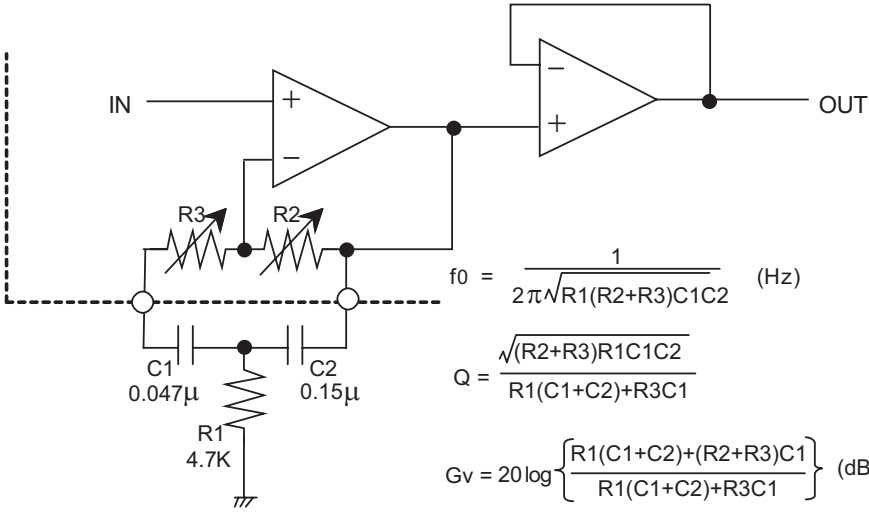 IN
+
−
−
+
OUT
R3
R2
C1
0.047μ
C2
0.15μ
R1
4.7K
f0 = 1 / 2π√R1(R2+R3)C1C2 (Hz)
Q = √(R2+R3)R1C1C2 / R1(C1+C2)+R3C1
Gv = 20log{R1(C1+C2)+(R2+R3)C1 / R1(C1+C2)+R3C1} (dB